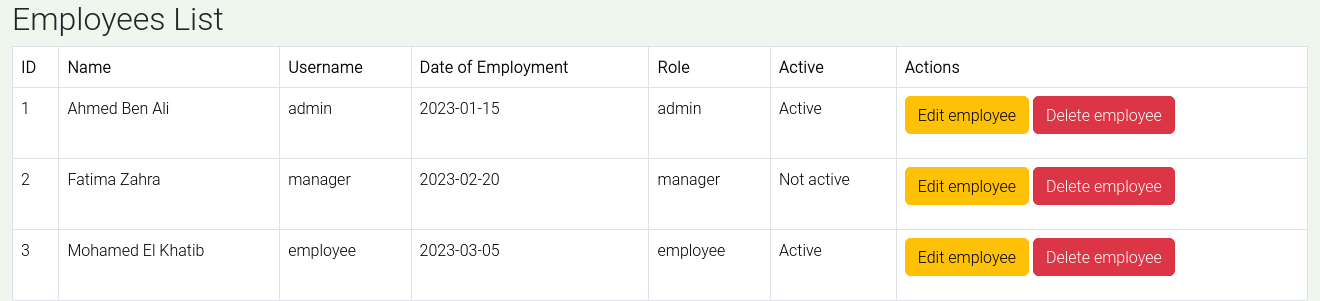 Employees List
ID Name Username Date of Employment Role Active Actions
1 Ahmed Ben Ali admin 2023-01-15 admin Active Edit employee Delete employee
2 Fatima Zahra manager 2023-02-20 manager Not active Edit employee Delete employee
3 Mohamed El Khatib employee 2023-03-05 employee Active Edit employee Delete employee